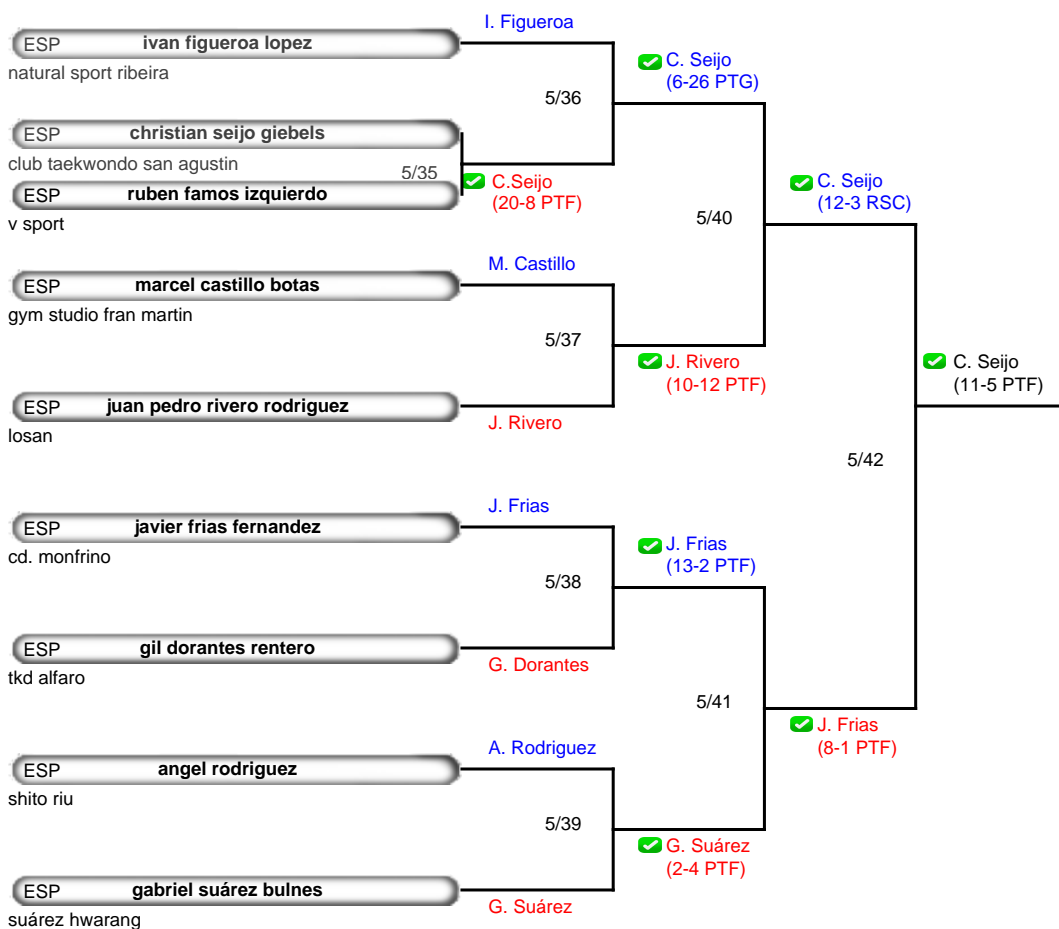 I. Figueroa
ESP ivan figueroa lopez
natural sport ribeira
C. Seijo
(6-26 PTG)
5/36
ESP christian seijo giebels
club taekwondo san agustin
5/35
C.Seijo
(20-8 PTF)
ESP ruben famos izquierdo
v sport
C. Seijo
(12-3 RSC)
5/40
M. Castillo
ESP marcel castillo botas
gym studio fran martin
5/37
J. Rivero
(10-12 PTF)
C. Seijo
(11-5 PTF)
ESP juan pedro rivero rodriguez
losan
J. Rivero
5/42
J. Frias
ESP javier frias fernandez
cd. monfrino
J. Frias
(13-2 PTF)
5/38
ESP gil dorantes rentero
tkd alfaro
G. Dorantes
5/41
J. Frias
(8-1 PTF)
A. Rodriguez
ESP angel rodriguez
shito riu
5/39
G. Suárez
(2-4 PTF)
ESP gabriel suárez bulnes
suárez hwarang
G. Suárez